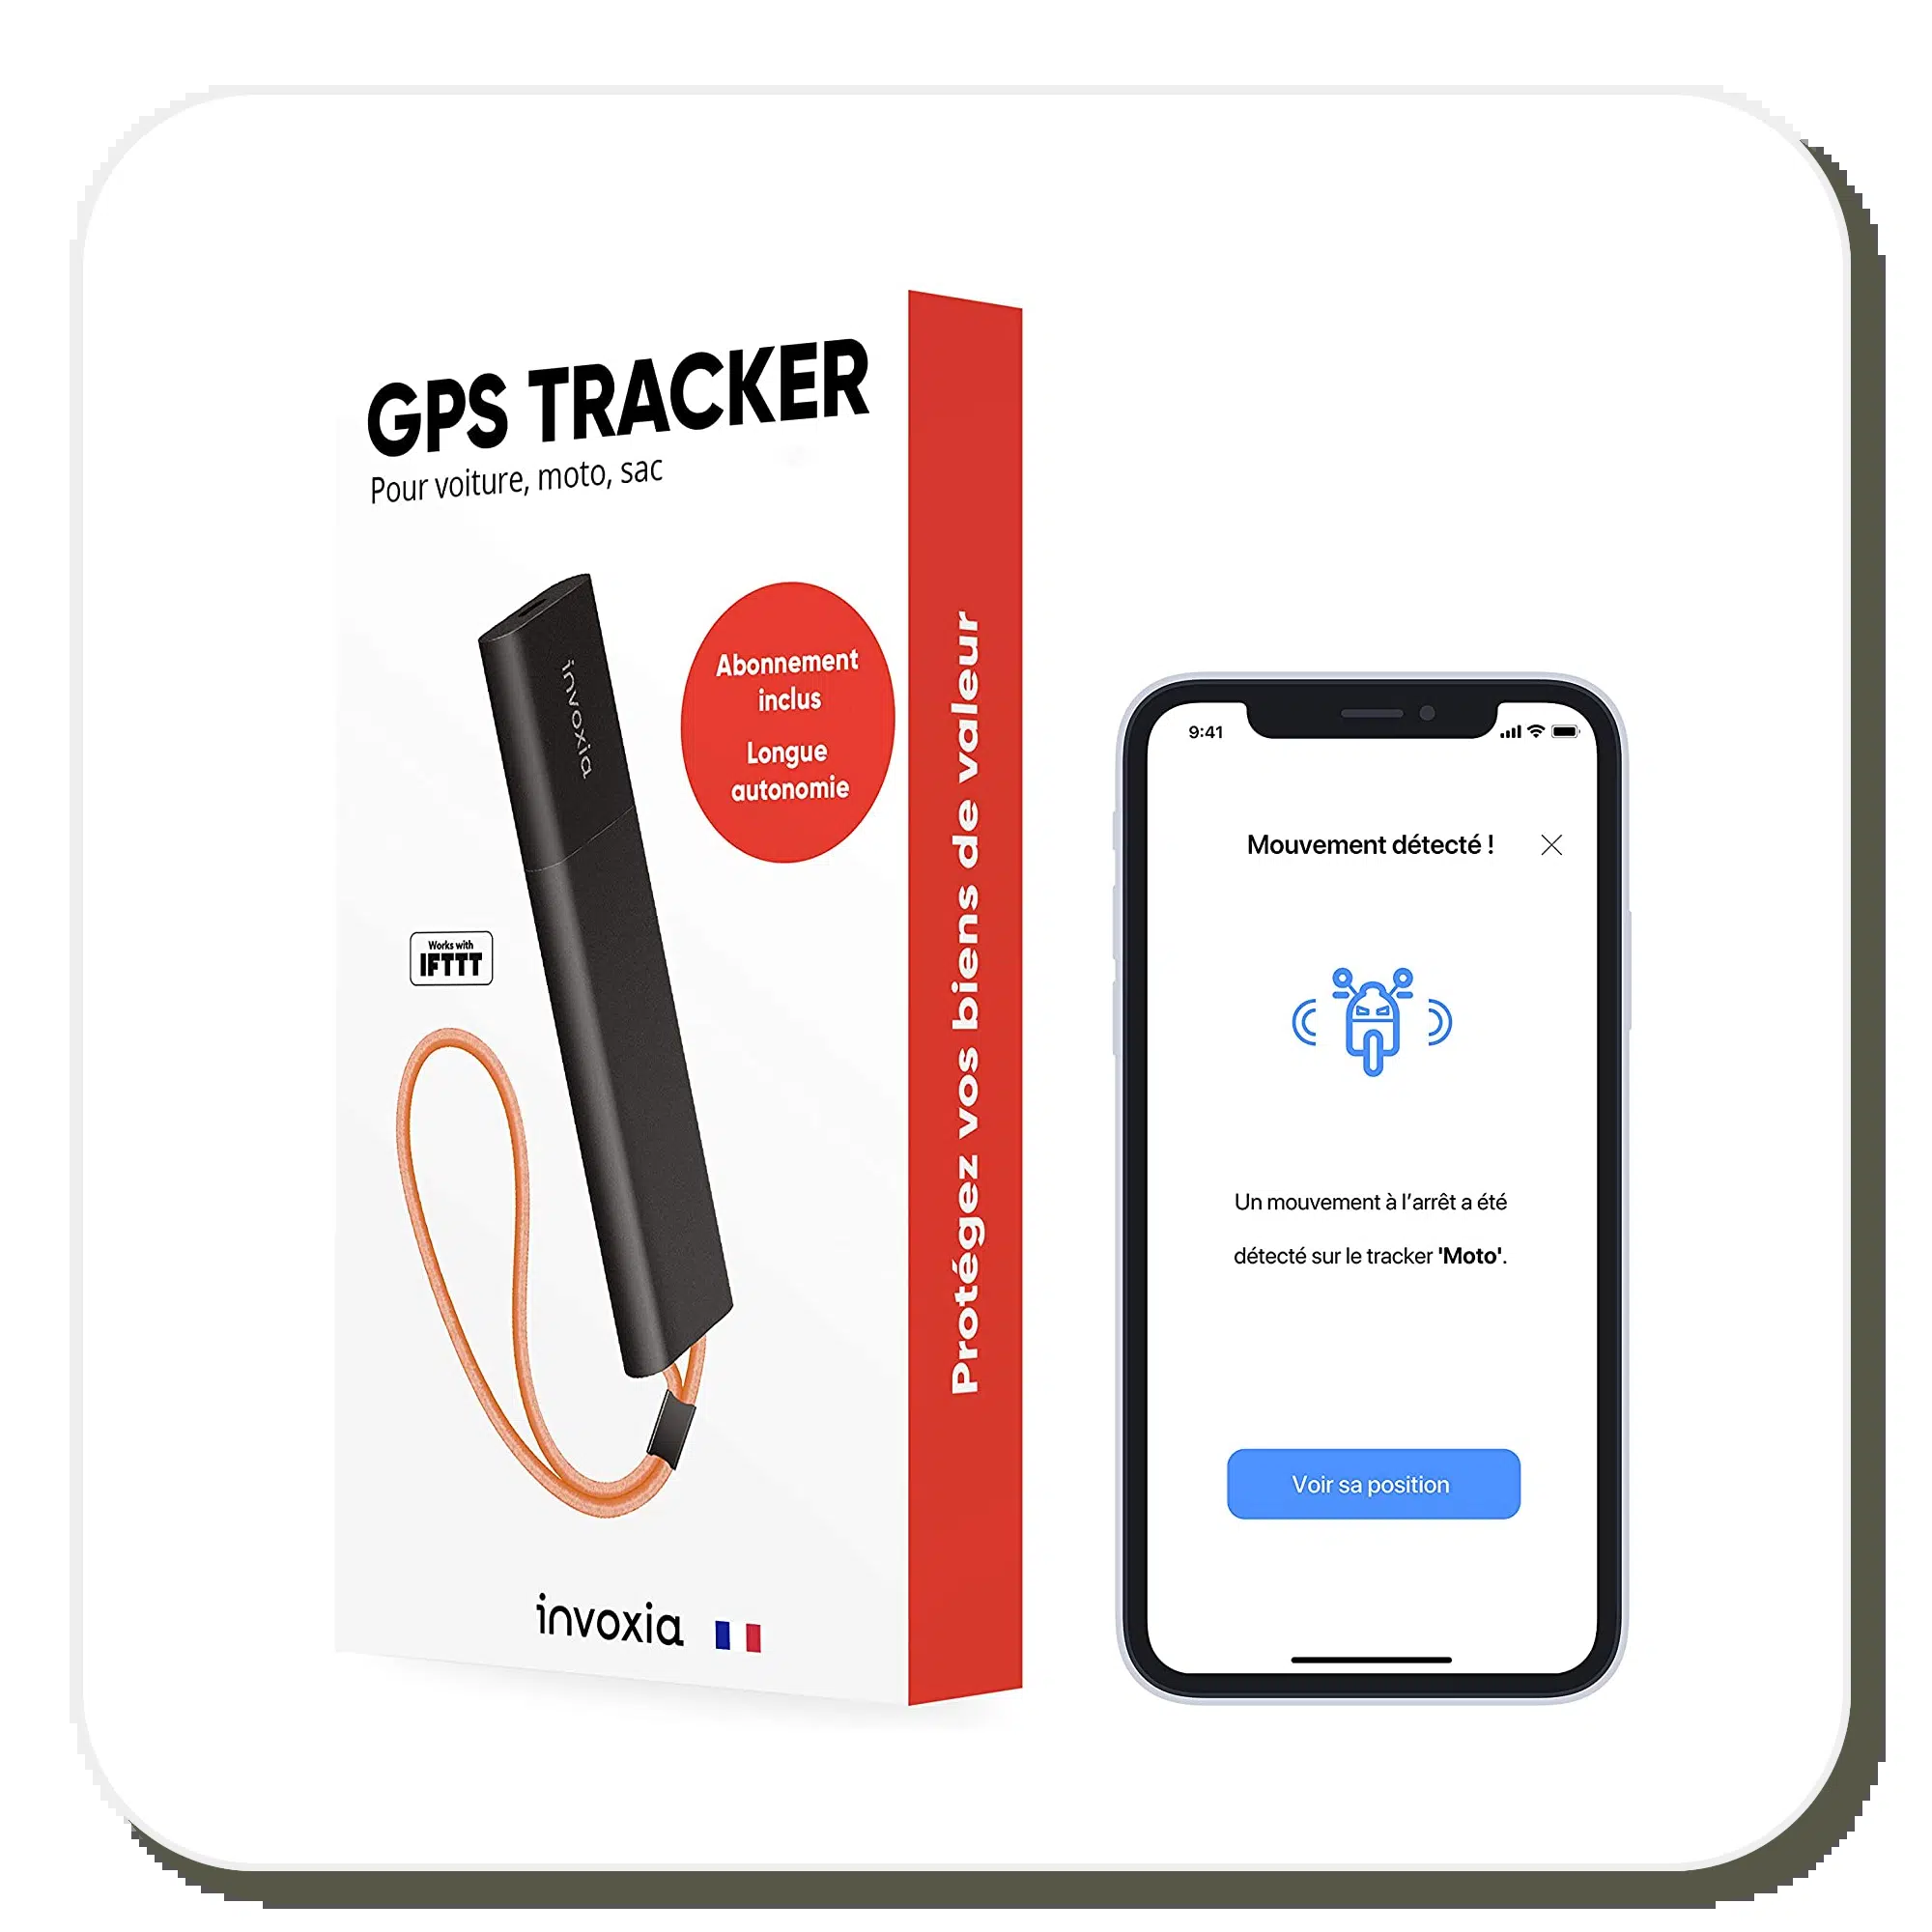 GPS TRACKER
Pour voiture, moto, sac
invoxia
Abonnement
inclus
Longue
autonomie
Works with
IFTTT
invoxia
Protégez vos biens de valeur
9:41
Mouvement détecté !
Un mouvement à l’arrêt a été
détecté sur le tracker 'Moto'.
Voir sa position